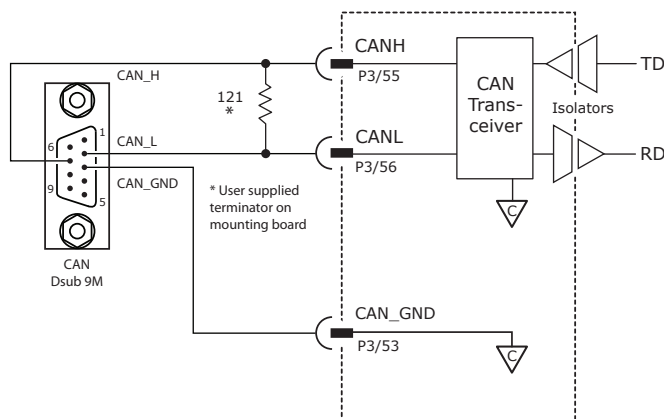 CANH
P3/55
CAN_H
121
*
CAN
Trans-
ceiver
TD
Isolators
1
6
CAN_L
CANL
P3/56
RD
9
5
CAN_GND
* User supplied
terminator on
mounting board
C
CAN
Dsub 9M
CAN_GND
P3/53
C